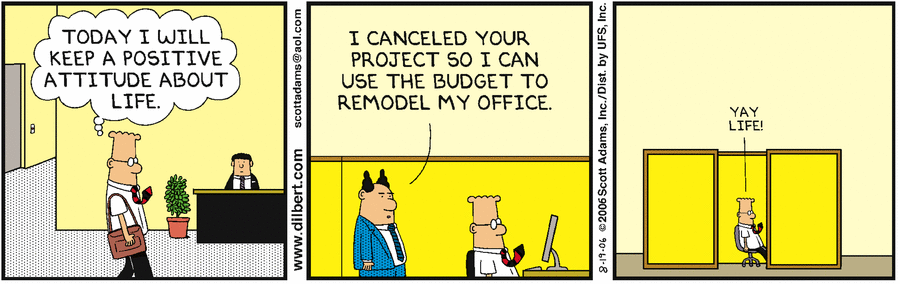 TODAY I WILL
KEEP A POSITIVE
ATTITUDE ABOUT
LIFE.
www.dilbert.com scottadams@aol.com
I CANCELED YOUR
PROJECT SO I CAN
USE THE BUDGET TO
REMODEL MY OFFICE.
8-19-06 © 2006 Scott Adams, Inc./Dist. by UFS, Inc.
YAY
LIFE!